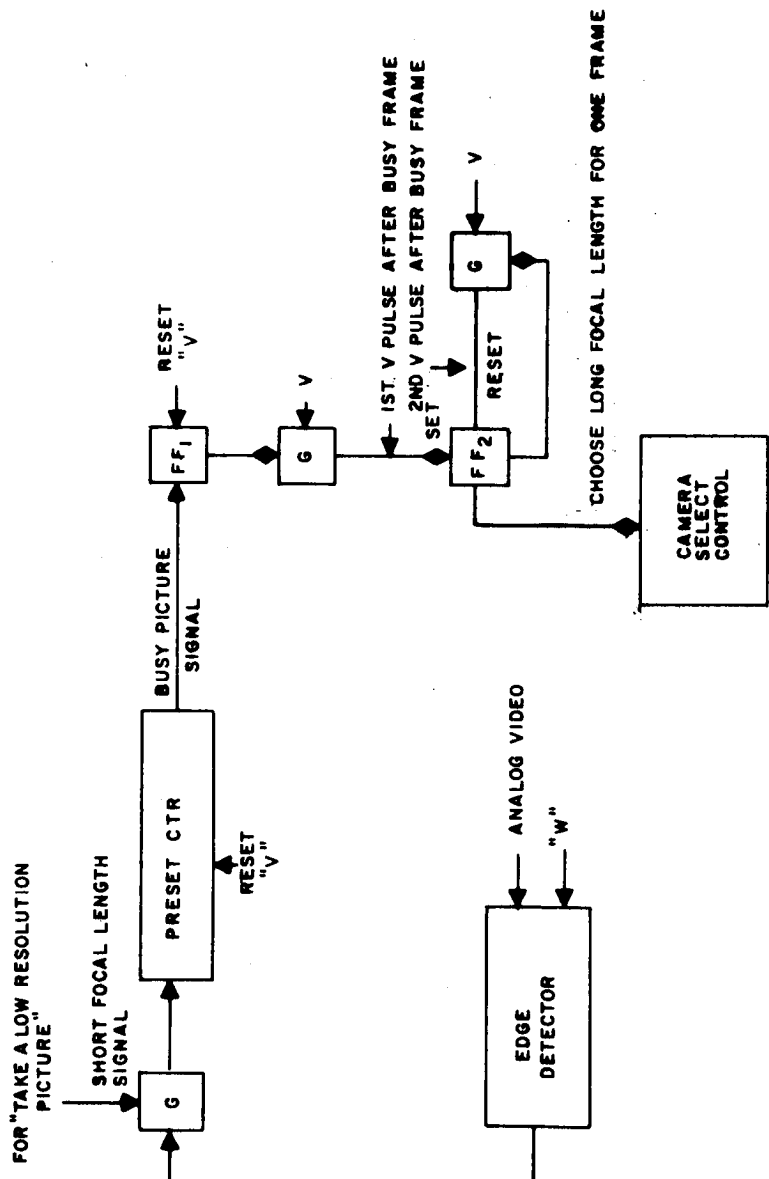 FOR "TAKE A LOW RESOLUTION
PICTURE"
SHORT FOCAL LENGTH
SIGNAL
G
PRESET CTR
RESET
"V"
BUSY PICTURE
SIGNAL
FF1
RESET
"V"
G
V
1ST V PULSE AFTER BUSY FRAME
2ND V PULSE AFTER BUSY FRAME
SET
FF2
RESET
G
V
CHOOSE LONG FOCAL LENGTH FOR ONE FRAME
CAMERA
SELECT
CONTROL
EDGE
DETECTOR
ANALOG VIDEO
"W"